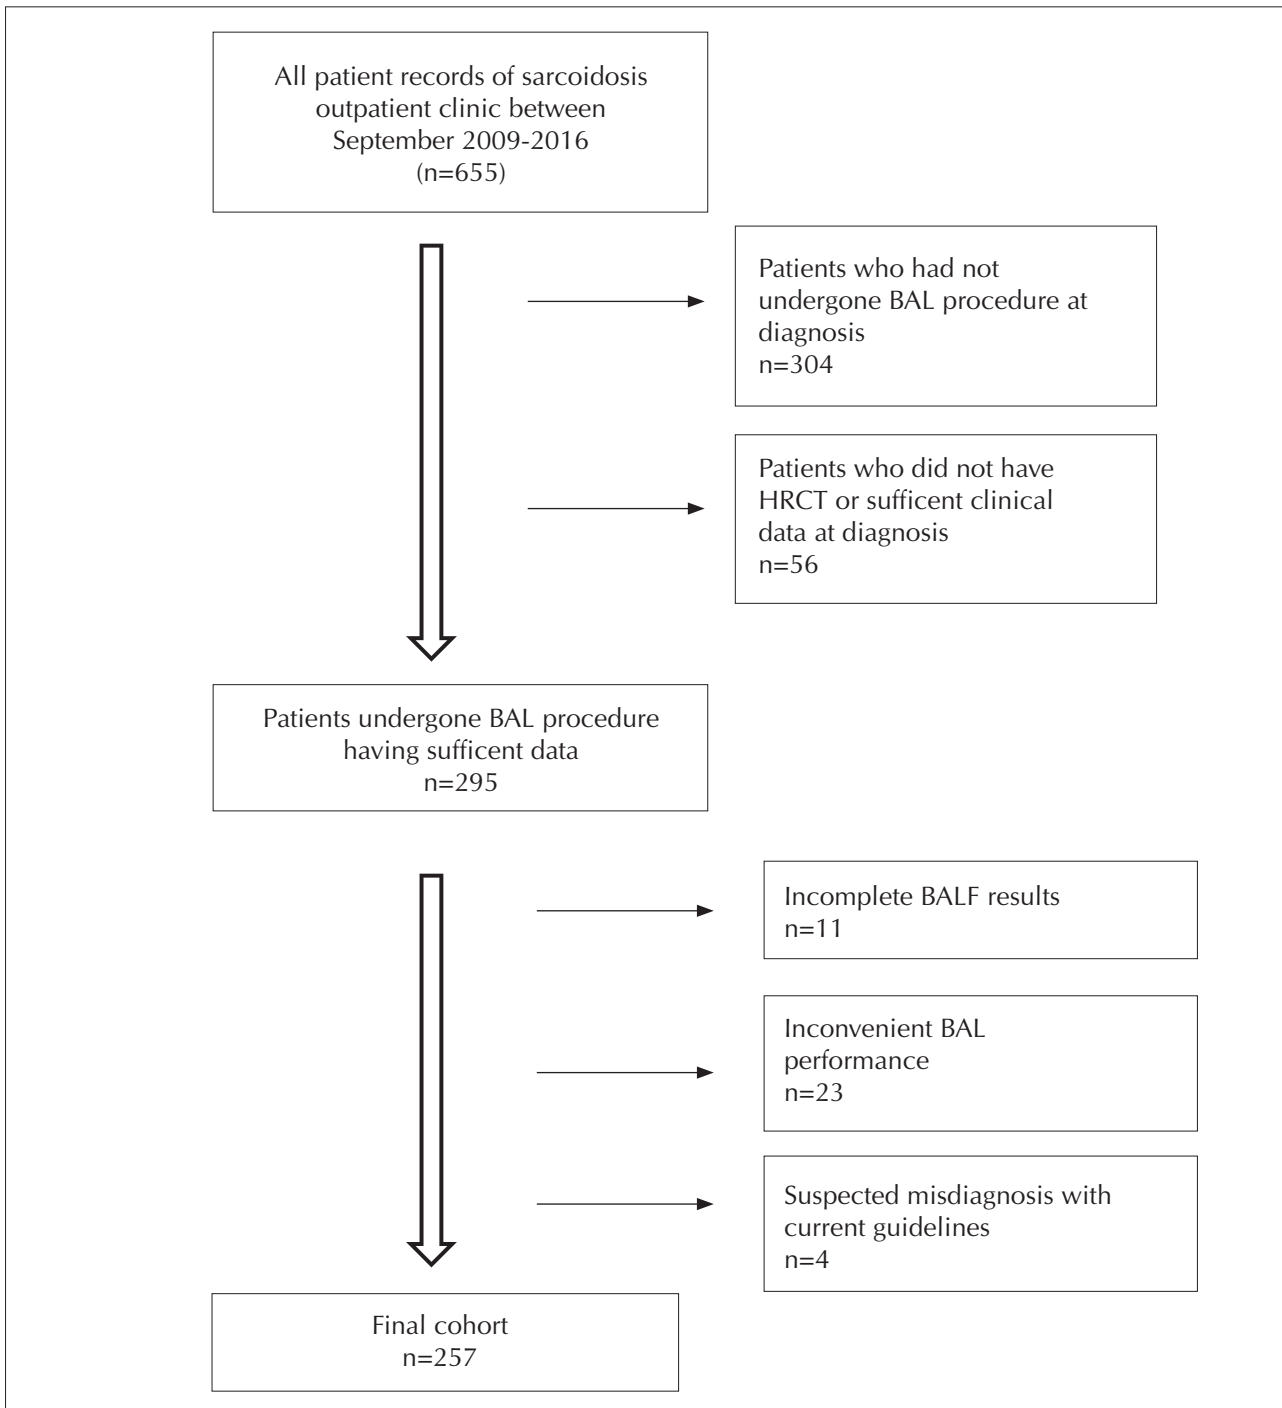 All patient records of sarcoidosis
outpatient clinic between
September 2009-2016
(n=655)
Patients who had not
undergone BAL procedure at
diagnosis
n=304
Patients who did not have
HRCT or sufficent clinical
data at diagnosis
n=56
Patients undergone BAL procedure
having sufficent data
n=295
Incomplete BALF results
n=11
Inconvenient BAL
performance
n=23
Suspected misdiagnosis with
current guidelines
n=4
Final cohort
n=257